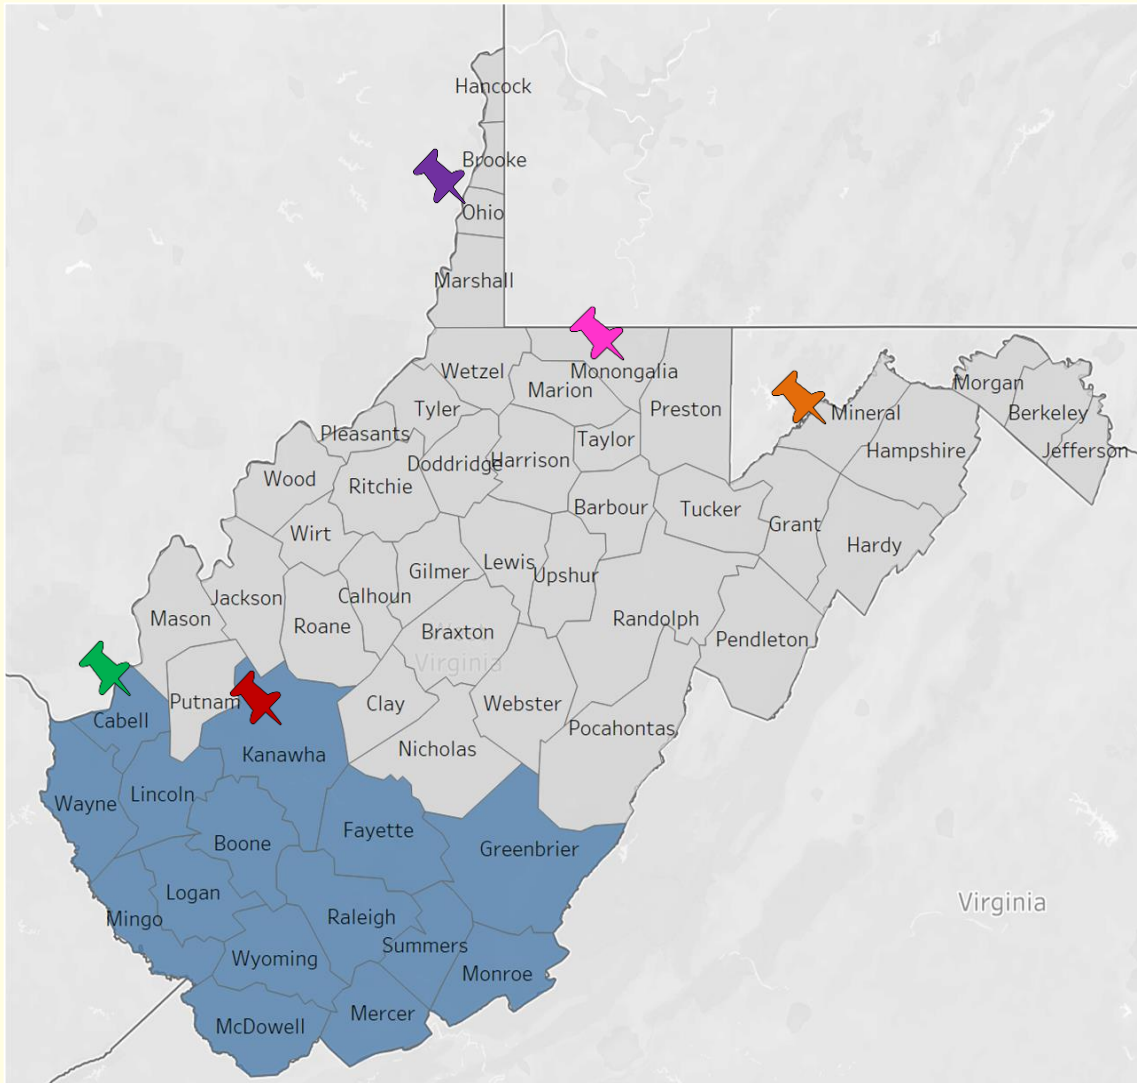 Hancock
Brooke
Ohio
Marshall
Wetzel
Monongalia
Marion
Preston
Mineral
Morgan
Berkeley
Jefferson
Hampshire
Tyler
Pleasants
Doddridge
Harrison
Taylor
Wood
Ritchie
Barbour
Tucker
Grant
Hardy
Wirt
Gilmer
Lewis
Upshur
Calhoun
Jackson
Mason
Roane
Braxton
Randolph
Pendleton
West
Virginia
Putnam
Clay
Webster
Pocahontas
Cabell
Kanawha
Nicholas
Wayne
Lincoln
Boone
Fayette
Greenbrier
Logan
Mingo
Raleigh
Summers
Virginia
Wyoming
Monroe
McDowell
Mercer